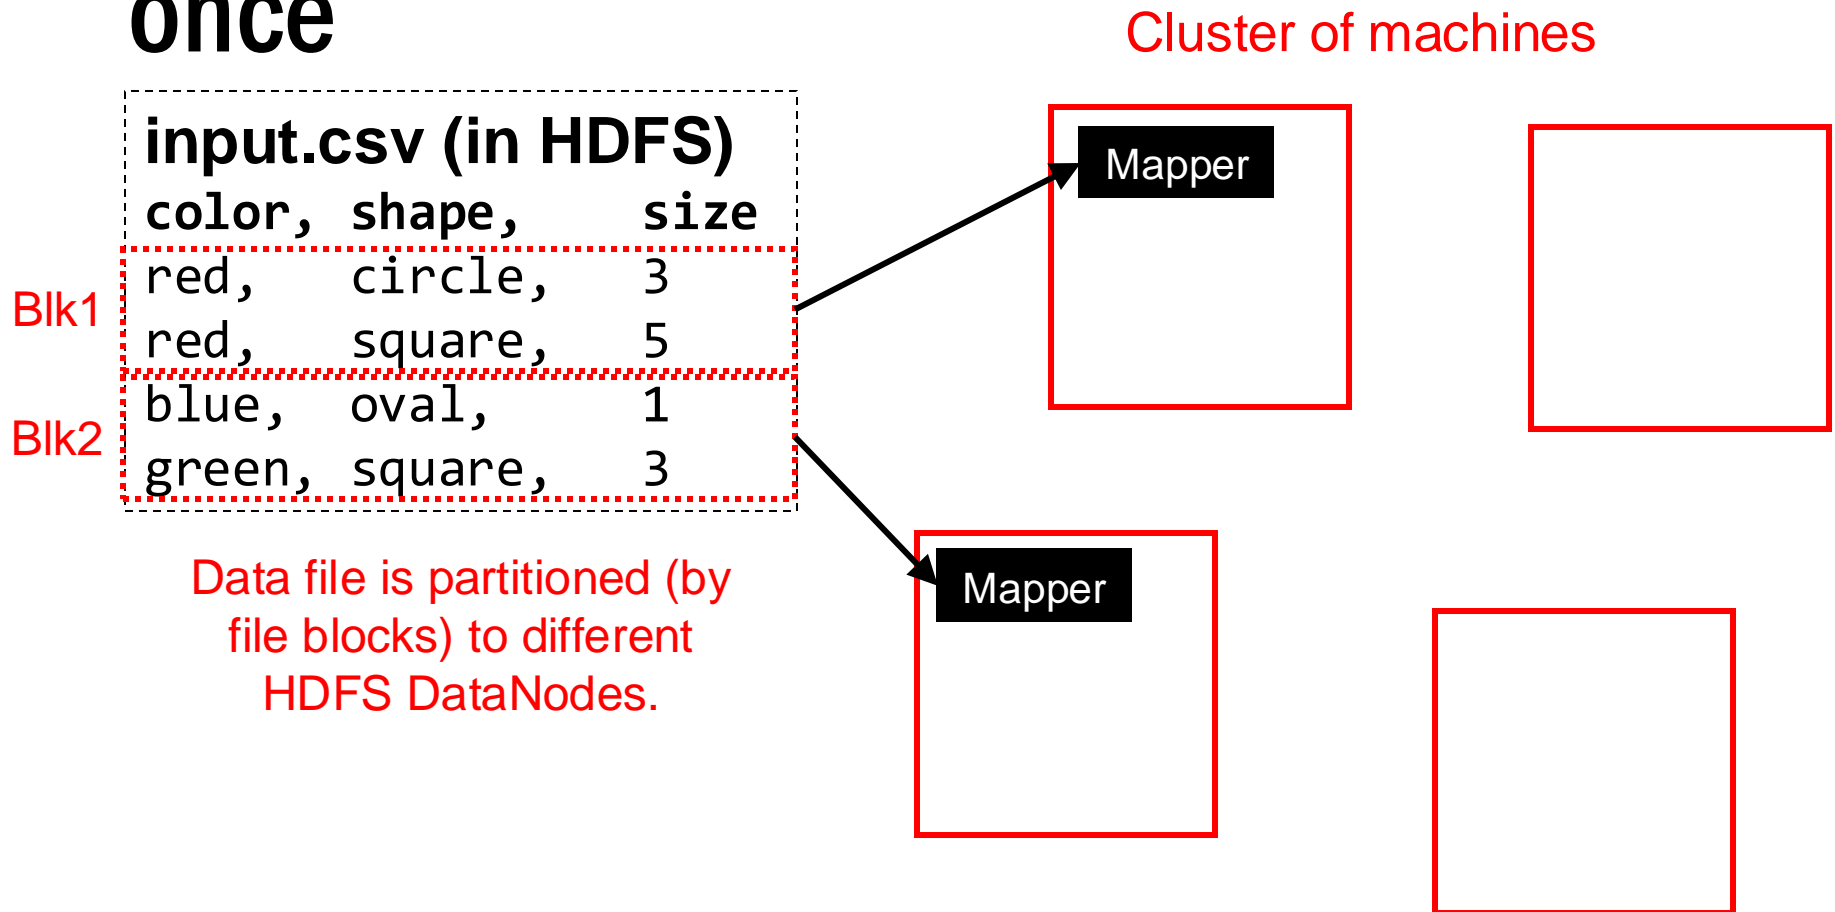 once
Cluster of machines
input.csv (in HDFS)
color, shape, size
red, circle, 3
Blk1
red, square, 5
blue, oval, 1
Blk2
green, square, 3
Mapper
Mapper
Data file is partitioned (by
file blocks) to different
HDFS DataNodes.